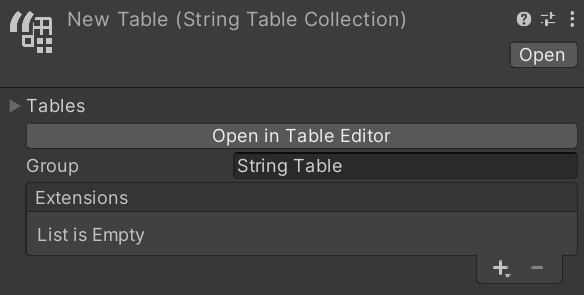 New Table (String Table Collection)
Open
Tables
Open in Table Editor
Group String Table
Extensions
List is Empty